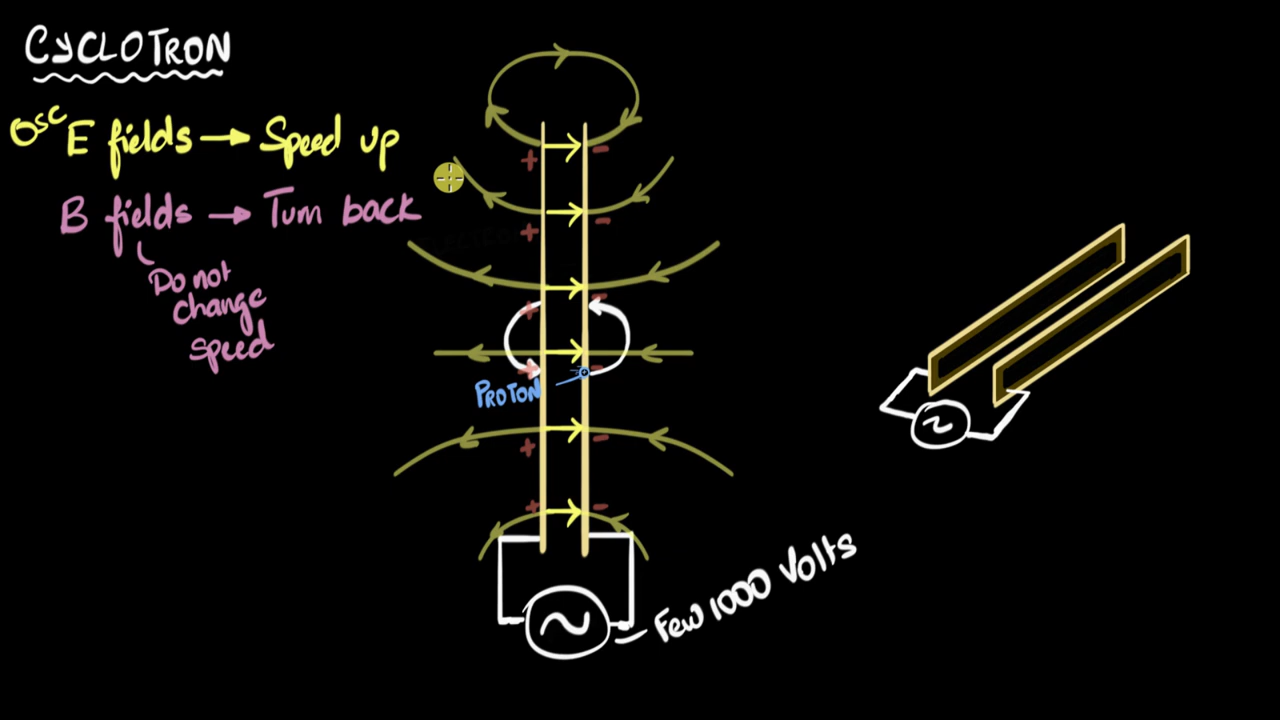 CYCLOTRON
Osc E fields → Speed up
B fields → Turn back
Do not
change
speed
PROTON
Few 1000 Volts